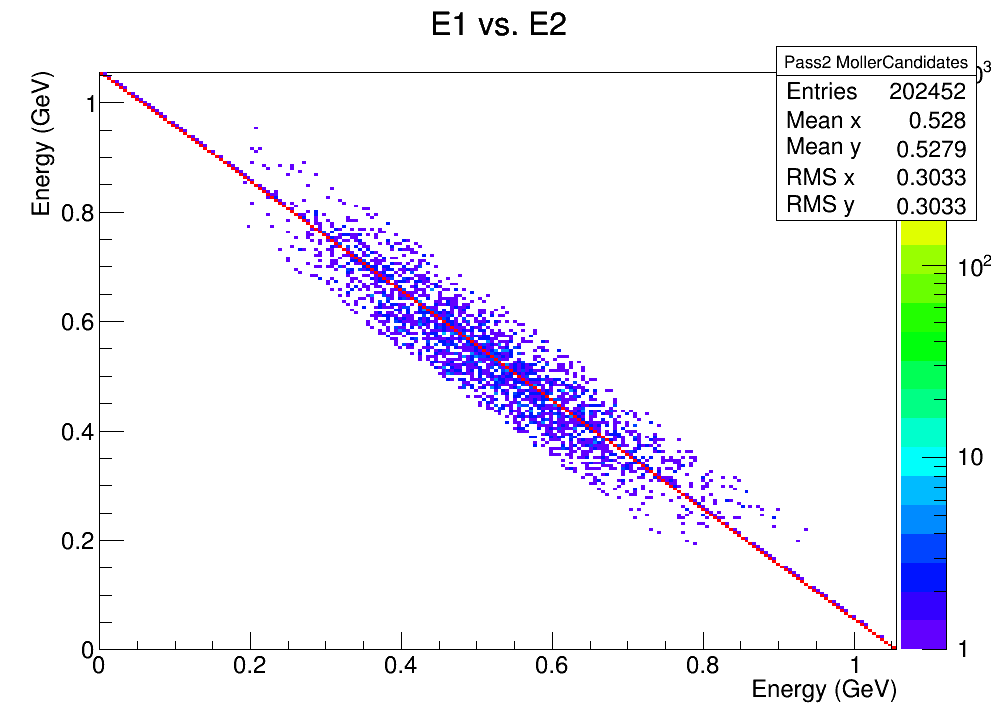 E1 vs. E2
Pass2 MollerCandidates
Entries 202452
Mean x 0.528
Mean y 0.5279
RMS x 0.3033
RMS y 0.3033
Energy (GeV)
1
0.8
0.6
0.4
0.2
0
0 0.2 0.4 0.6 0.8 1
Energy (GeV)
10²
10
1